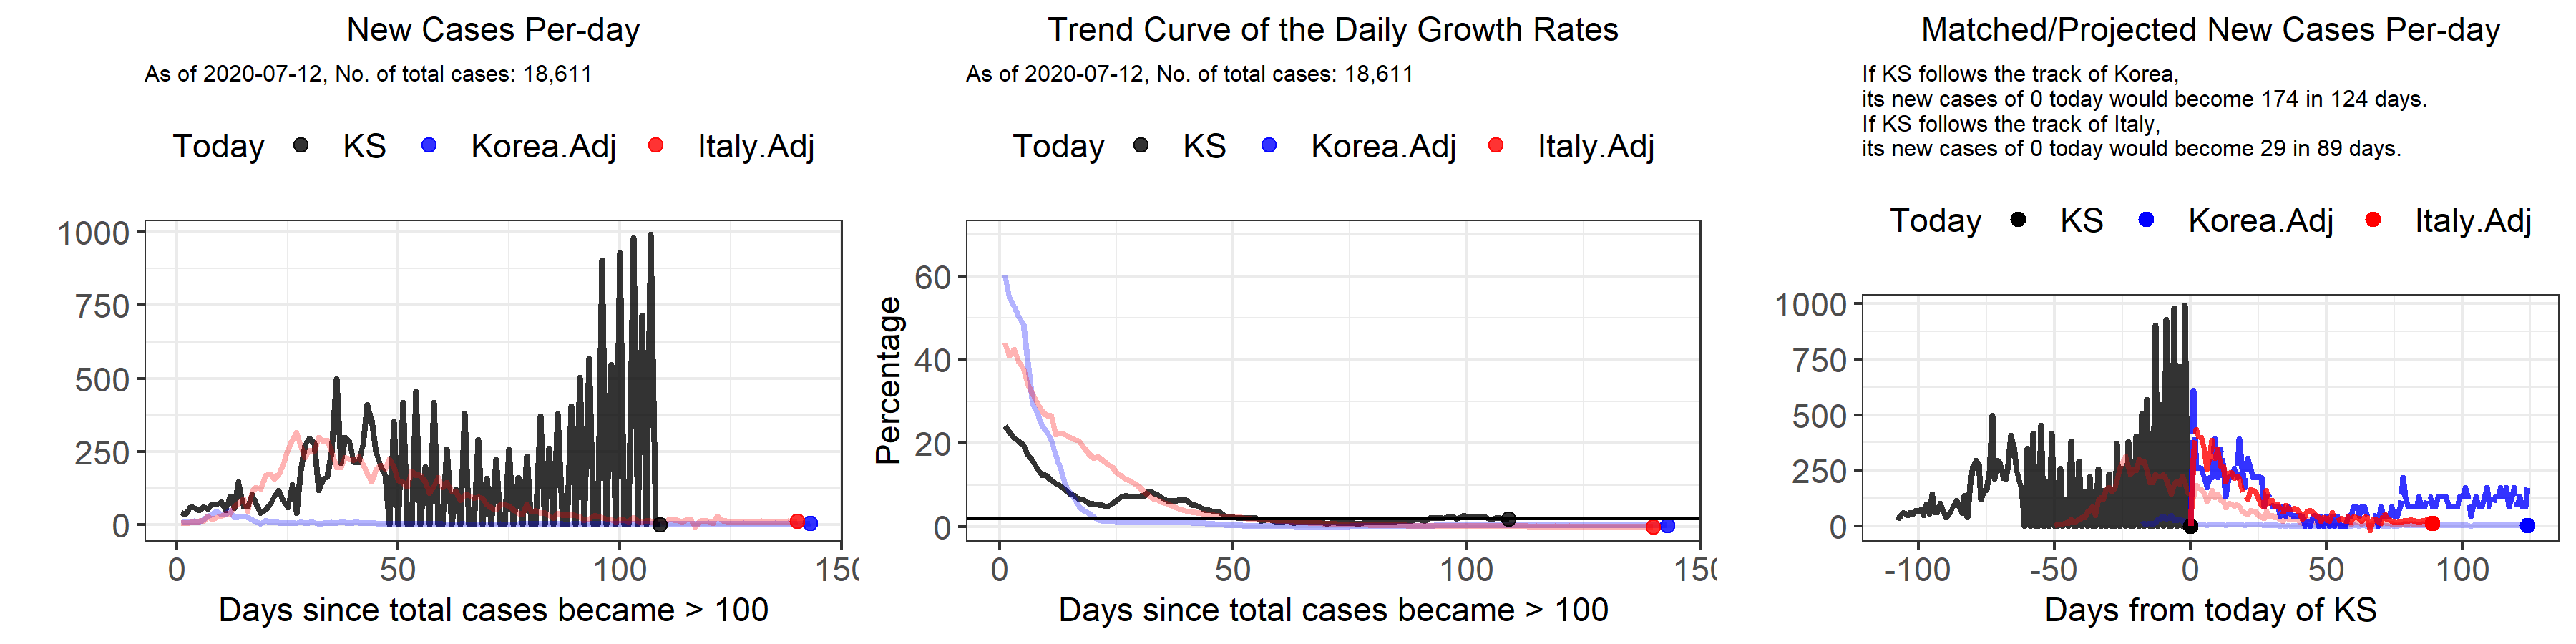 New Cases Per-day
As of 2020-07-12, No. of total cases: 18,611
Today KS Korea.Adj Italy.Adj
1000
750
500
250
0
0 50 100 150
Days since total cases became > 100
Trend Curve of the Daily Growth Rates
As of 2020-07-12, No. of total cases: 18,611
Today KS Korea.Adj Italy.Adj
Percentage
60
40
20
0
0 50 100 150
Days since total cases became > 100
Matched/Projected New Cases Per-day
If KS follows the track of Korea,
its new cases of 0 today would become 174 in 124 days.
If KS follows the track of Italy,
its new cases of 0 today would become 29 in 89 days.
Today KS Korea.Adj Italy.Adj
1000
750
500
250
0
-100 -50 0 50 100
Days from today of KS